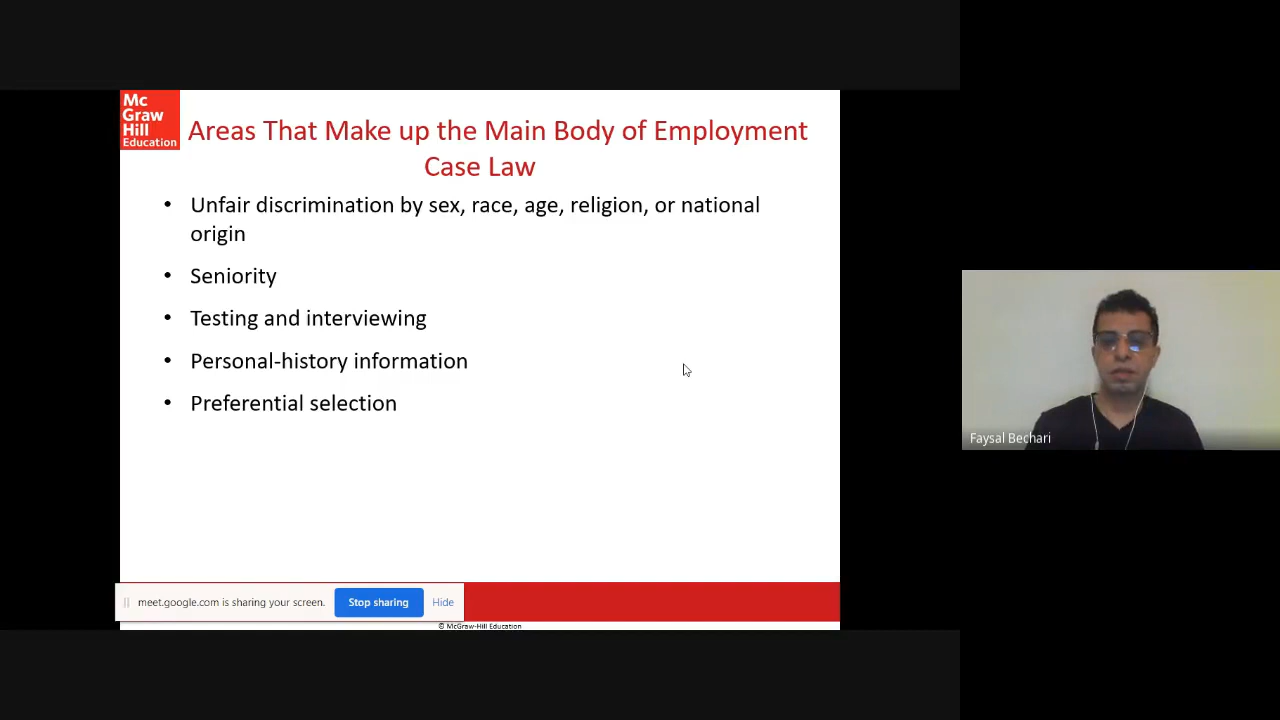 Mc
Graw
Hill
Education
Areas That Make up the Main Body of Employment
Case Law
• Unfair discrimination by sex, race, age, religion, or national
origin
• Seniority
• Testing and interviewing
• Personal-history information
• Preferential selection
meet.google.com is sharing your screen.
Stop sharing
Hide
© McGraw-Hill Education
Faysal Bechari